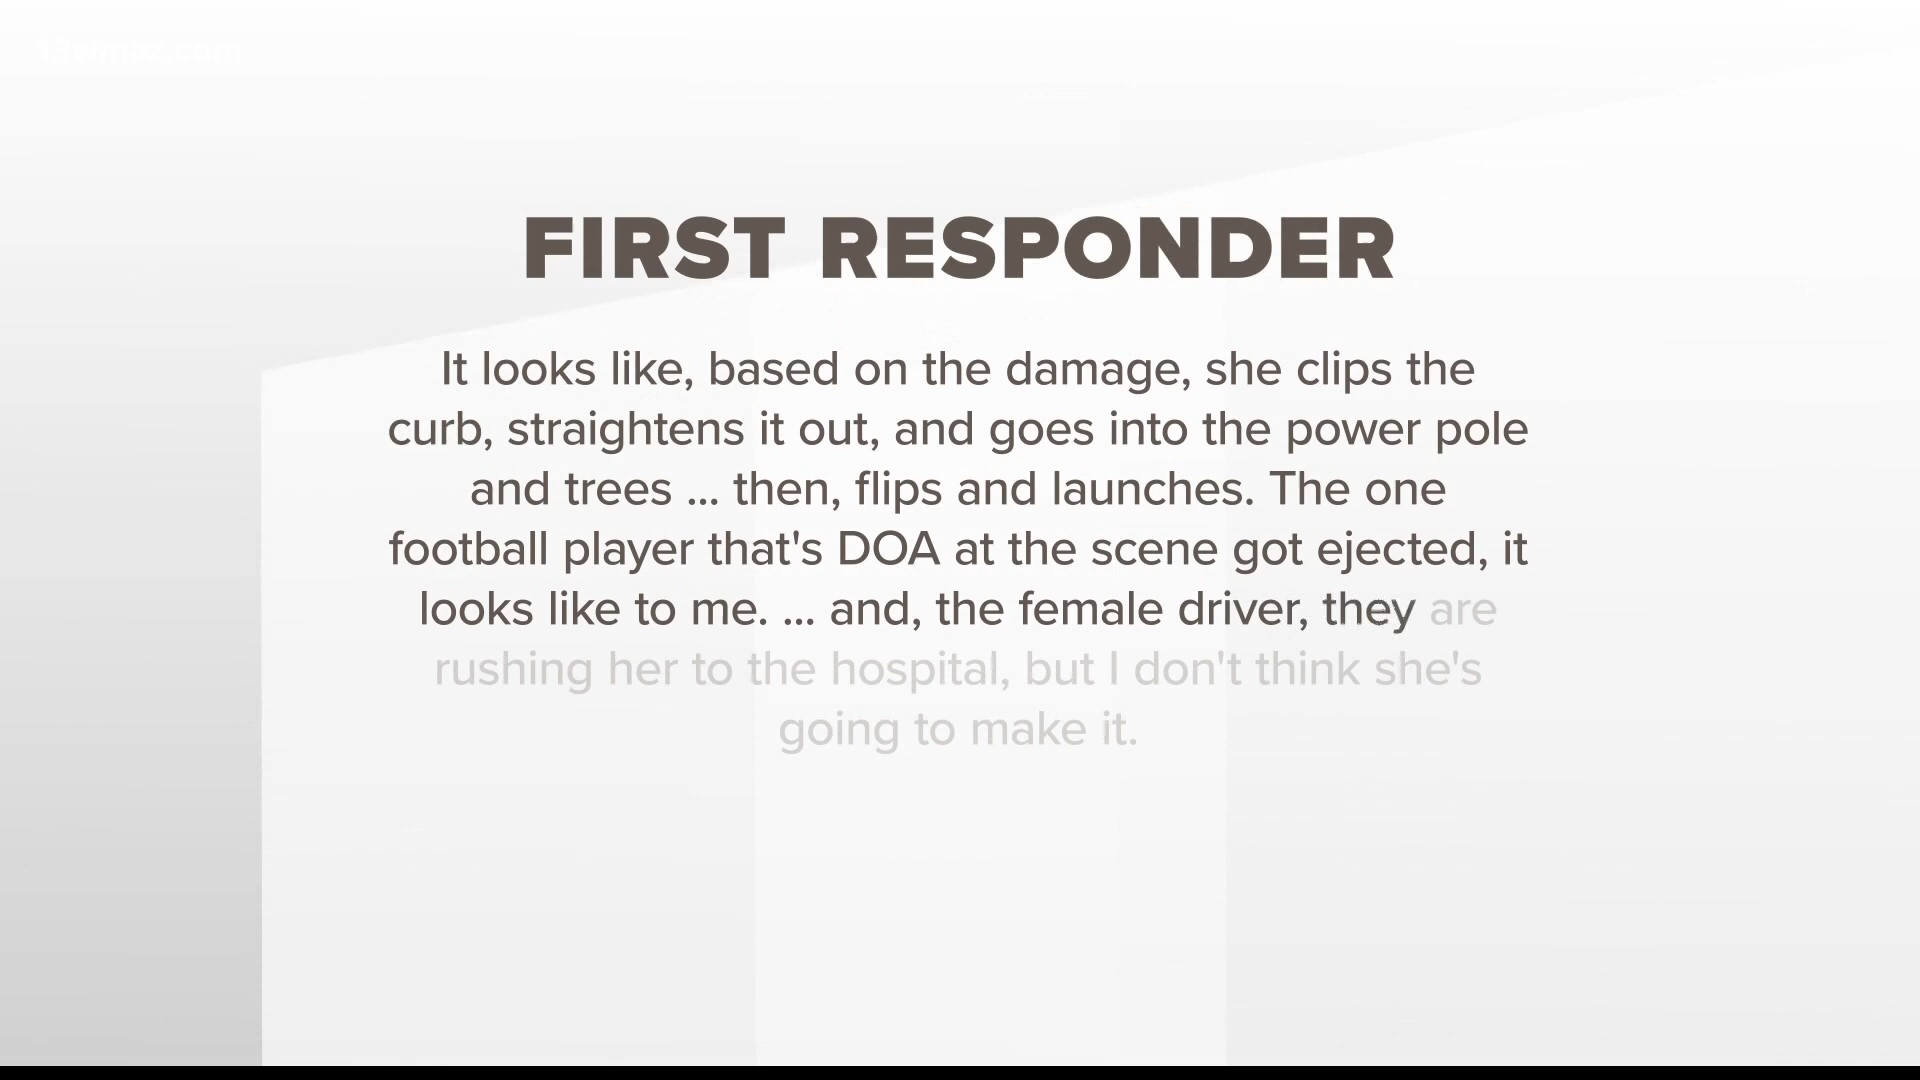 13wmaz.com
FIRST RESPONDER
It looks like, based on the damage, she clips the
curb, straightens it out, and goes into the power pole
and trees ... then, flips and launches. The one
football player that's DOA at the scene got ejected, it
looks like to me. ... and, the female driver, they are
rushing her to the hospital, but I don't think she's
going to make it.